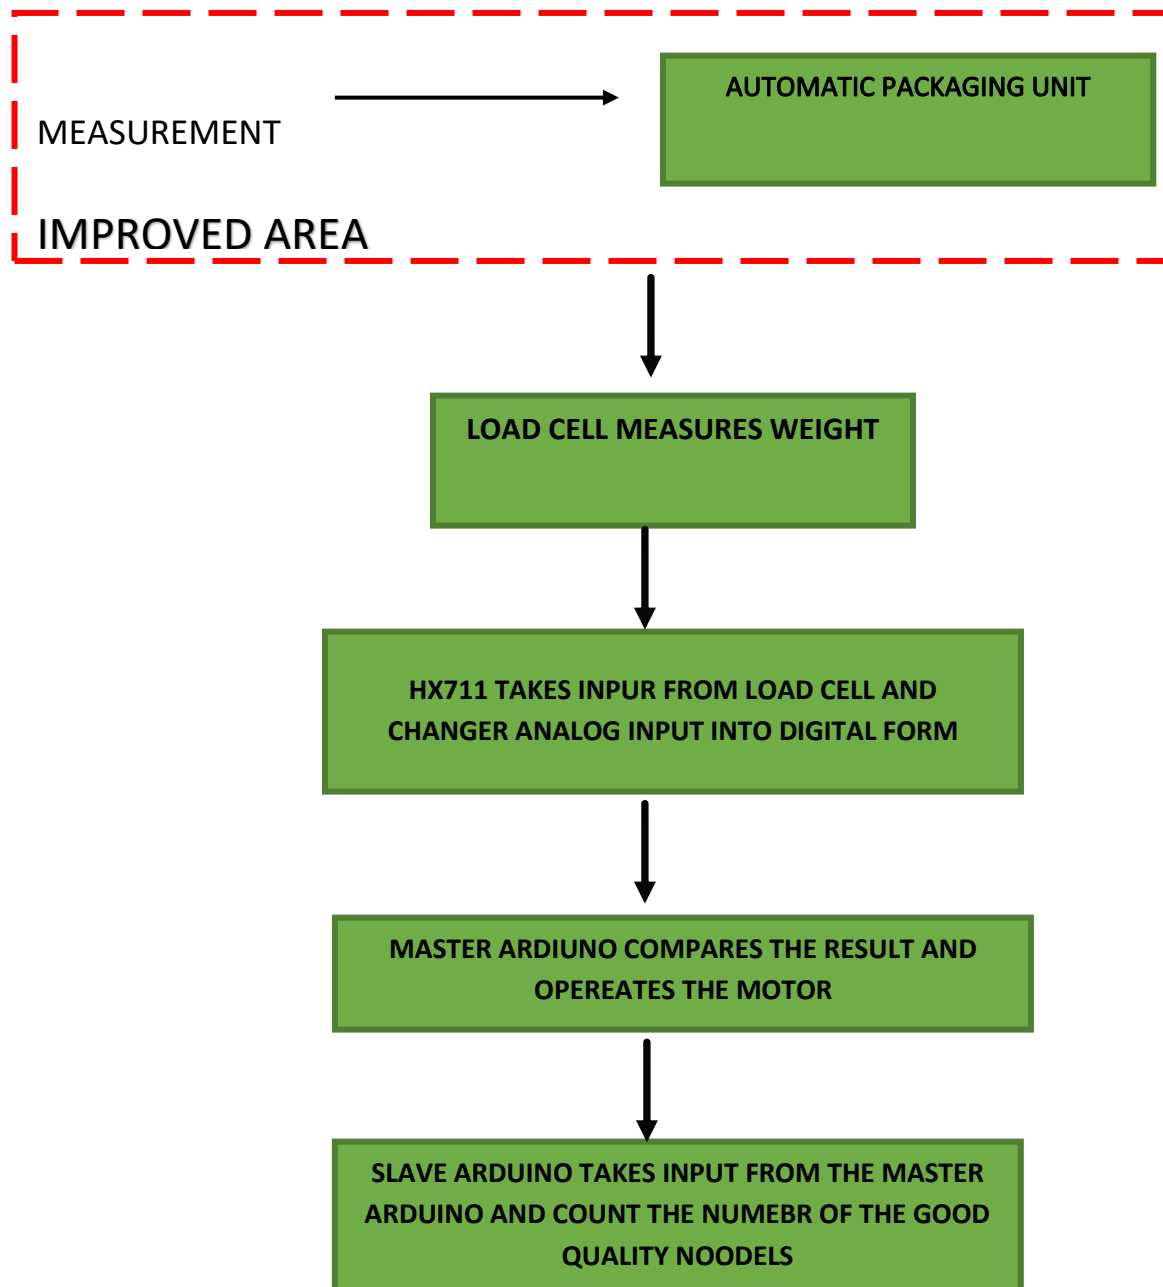 AUTOMATIC PACKAGING UNIT
MEASUREMENT
IMPROVED AREA
LOAD CELL MEASURES WEIGHT
HX711 TAKES INPUR FROM LOAD CELL AND
CHANGER ANALOG INPUT INTO DIGITAL FORM
MASTER ARDIUNO COMPARES THE RESULT AND
OPEREATES THE MOTOR
SLAVE ARDUINO TAKES INPUT FROM THE MASTER
ARDUINO AND COUNT THE NUMEBR OF THE GOOD
QUALITY NOODELS